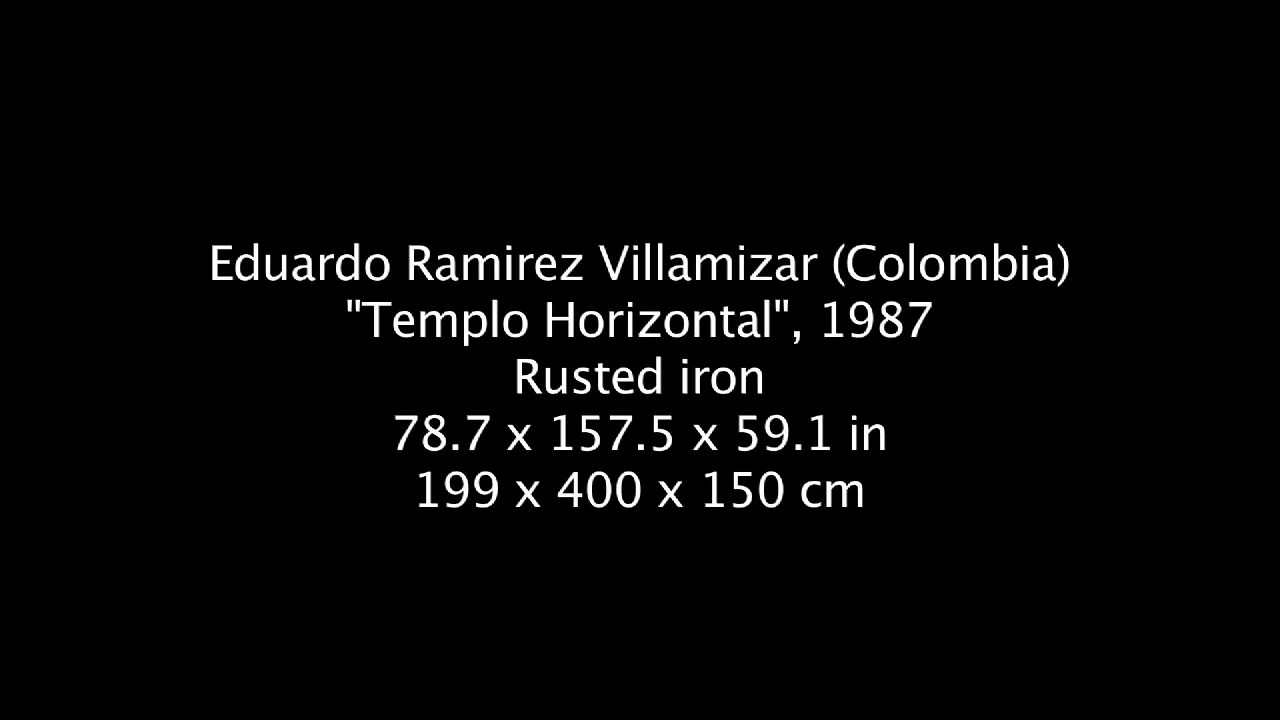 Eduardo Ramirez Villamizar (Colombia)
"Templo Horizontal", 1987
Rusted iron
78.7 x 157.5 x 59.1 in
199 x 400 x 150 cm